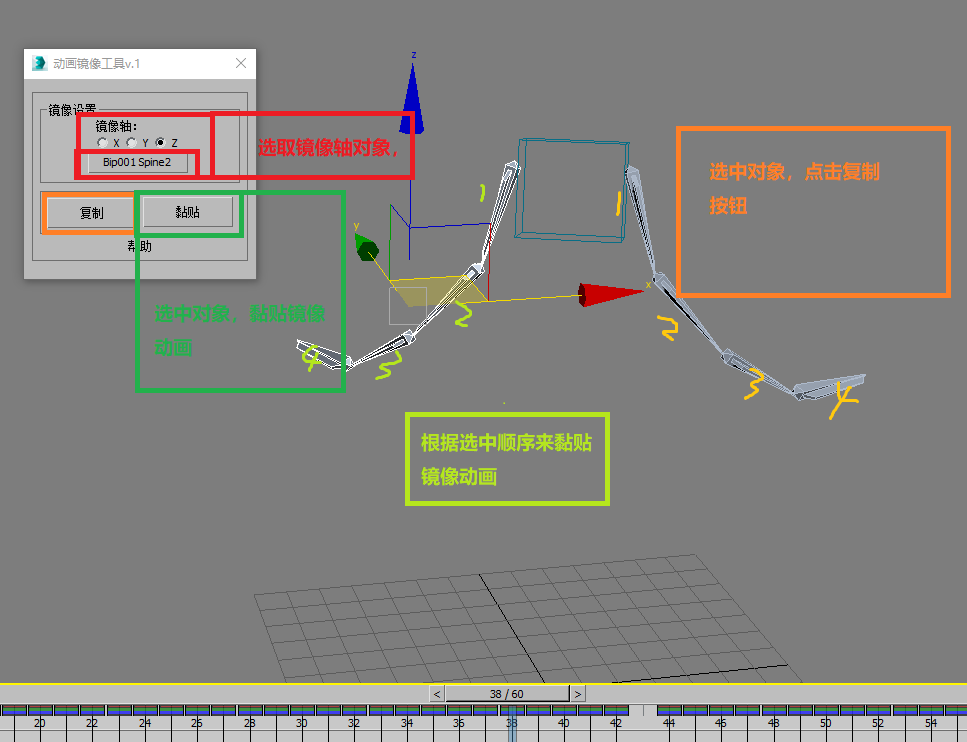 动画镜像工具v.1
镜像设置
镜像轴:
X Y Z
Bip001 Spine2
选取镜像轴对象,
复制
黏贴
帮助
选中对象,点击复制
按钮
选中对象,黏贴镜像
动画
根据选中顺序来黏贴
镜像动画
z
y
x
1
2
3
4
1
2
3
4
< 38 / 60 >
20 22 24 26 28 30 32 34 36 38 40 42 44 46 48 50 52 54